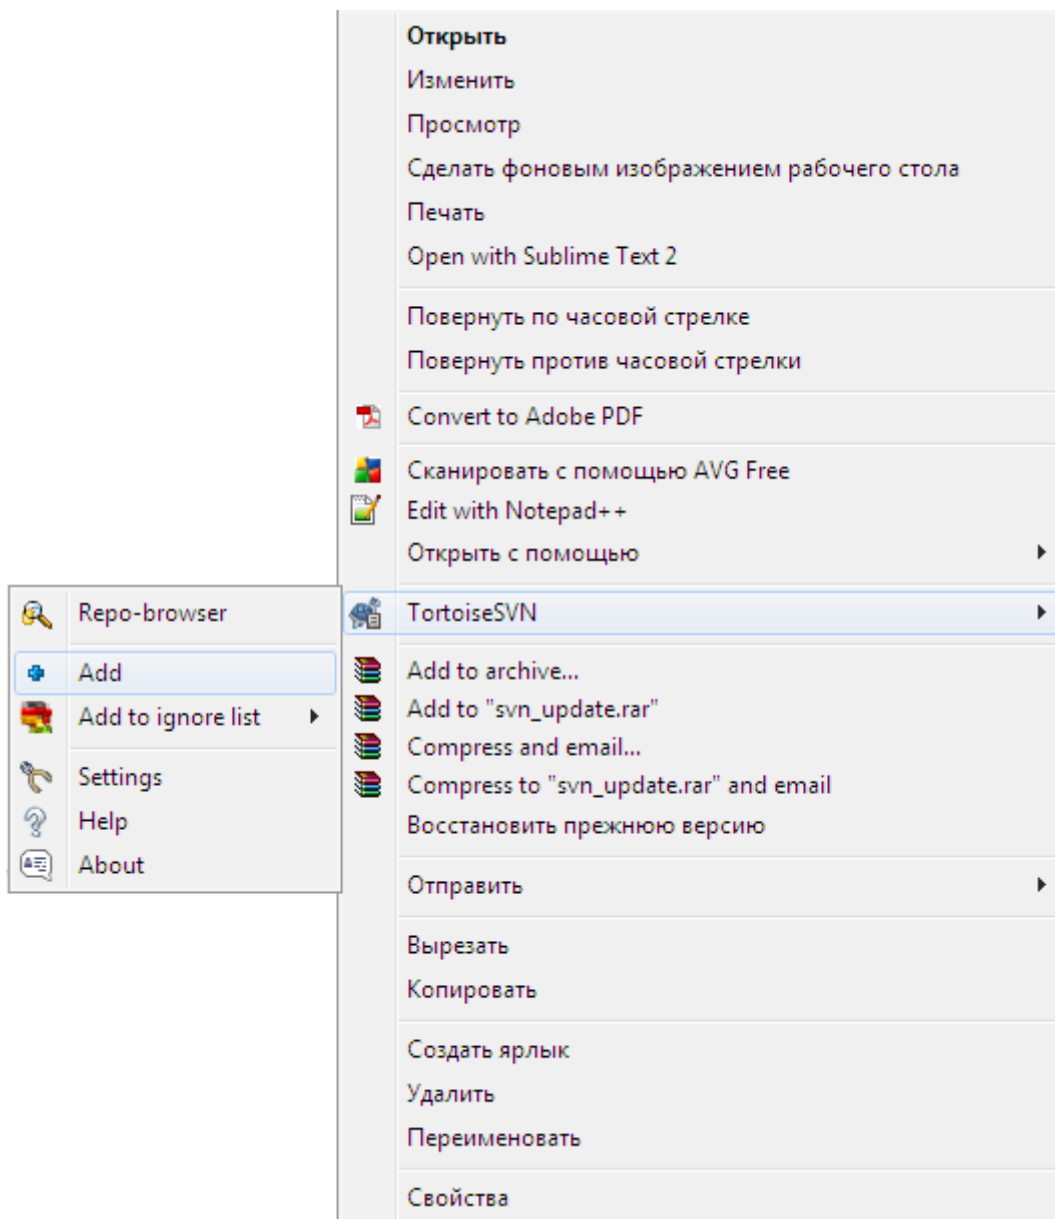 Открыть
Изменить
Просмотр
Сделать фоновым изображением рабочего стола
Печать
Open with Sublime Text 2
Повернуть по часовой стрелке
Повернуть против часовой стрелки
Convert to Adobe PDF
Сканировать с помощью AVG Free
Edit with Notepad++
Открыть с помощью
TortoiseSVN
Repo-browser
Add
Add to ignore list
Settings
Help
About
Add to archive...
Add to "svn_update.rar"
Compress and email...
Compress to "svn_update.rar" and email
Восстановить прежнюю версию
Отправить
Вырезать
Копировать
Создать ярлык
Удалить
Переименовать
Свойства